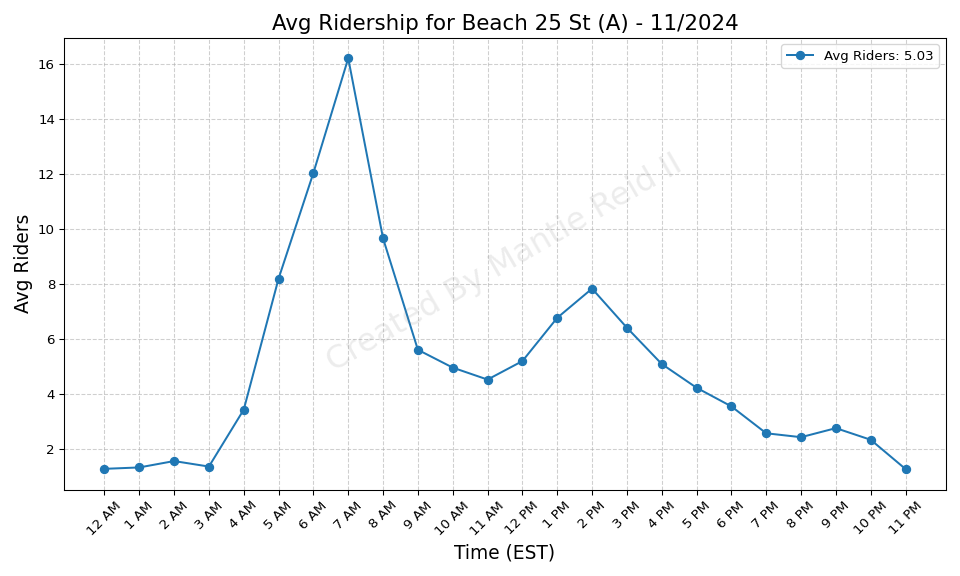 Avg Ridership for Beach 25 St (A) - 11/2024
Avg Riders: 5.03
Avg Riders
16
14
12
10
8
6
4
2
Created By Mantie Reid II
12 AM
1 AM
2 AM
3 AM
4 AM
5 AM
6 AM
7 AM
8 AM
9 AM
10 AM
11 AM
12 PM
1 PM
2 PM
3 PM
4 PM
5 PM
6 PM
7 PM
8 PM
9 PM
10 PM
11 PM
Time (EST)